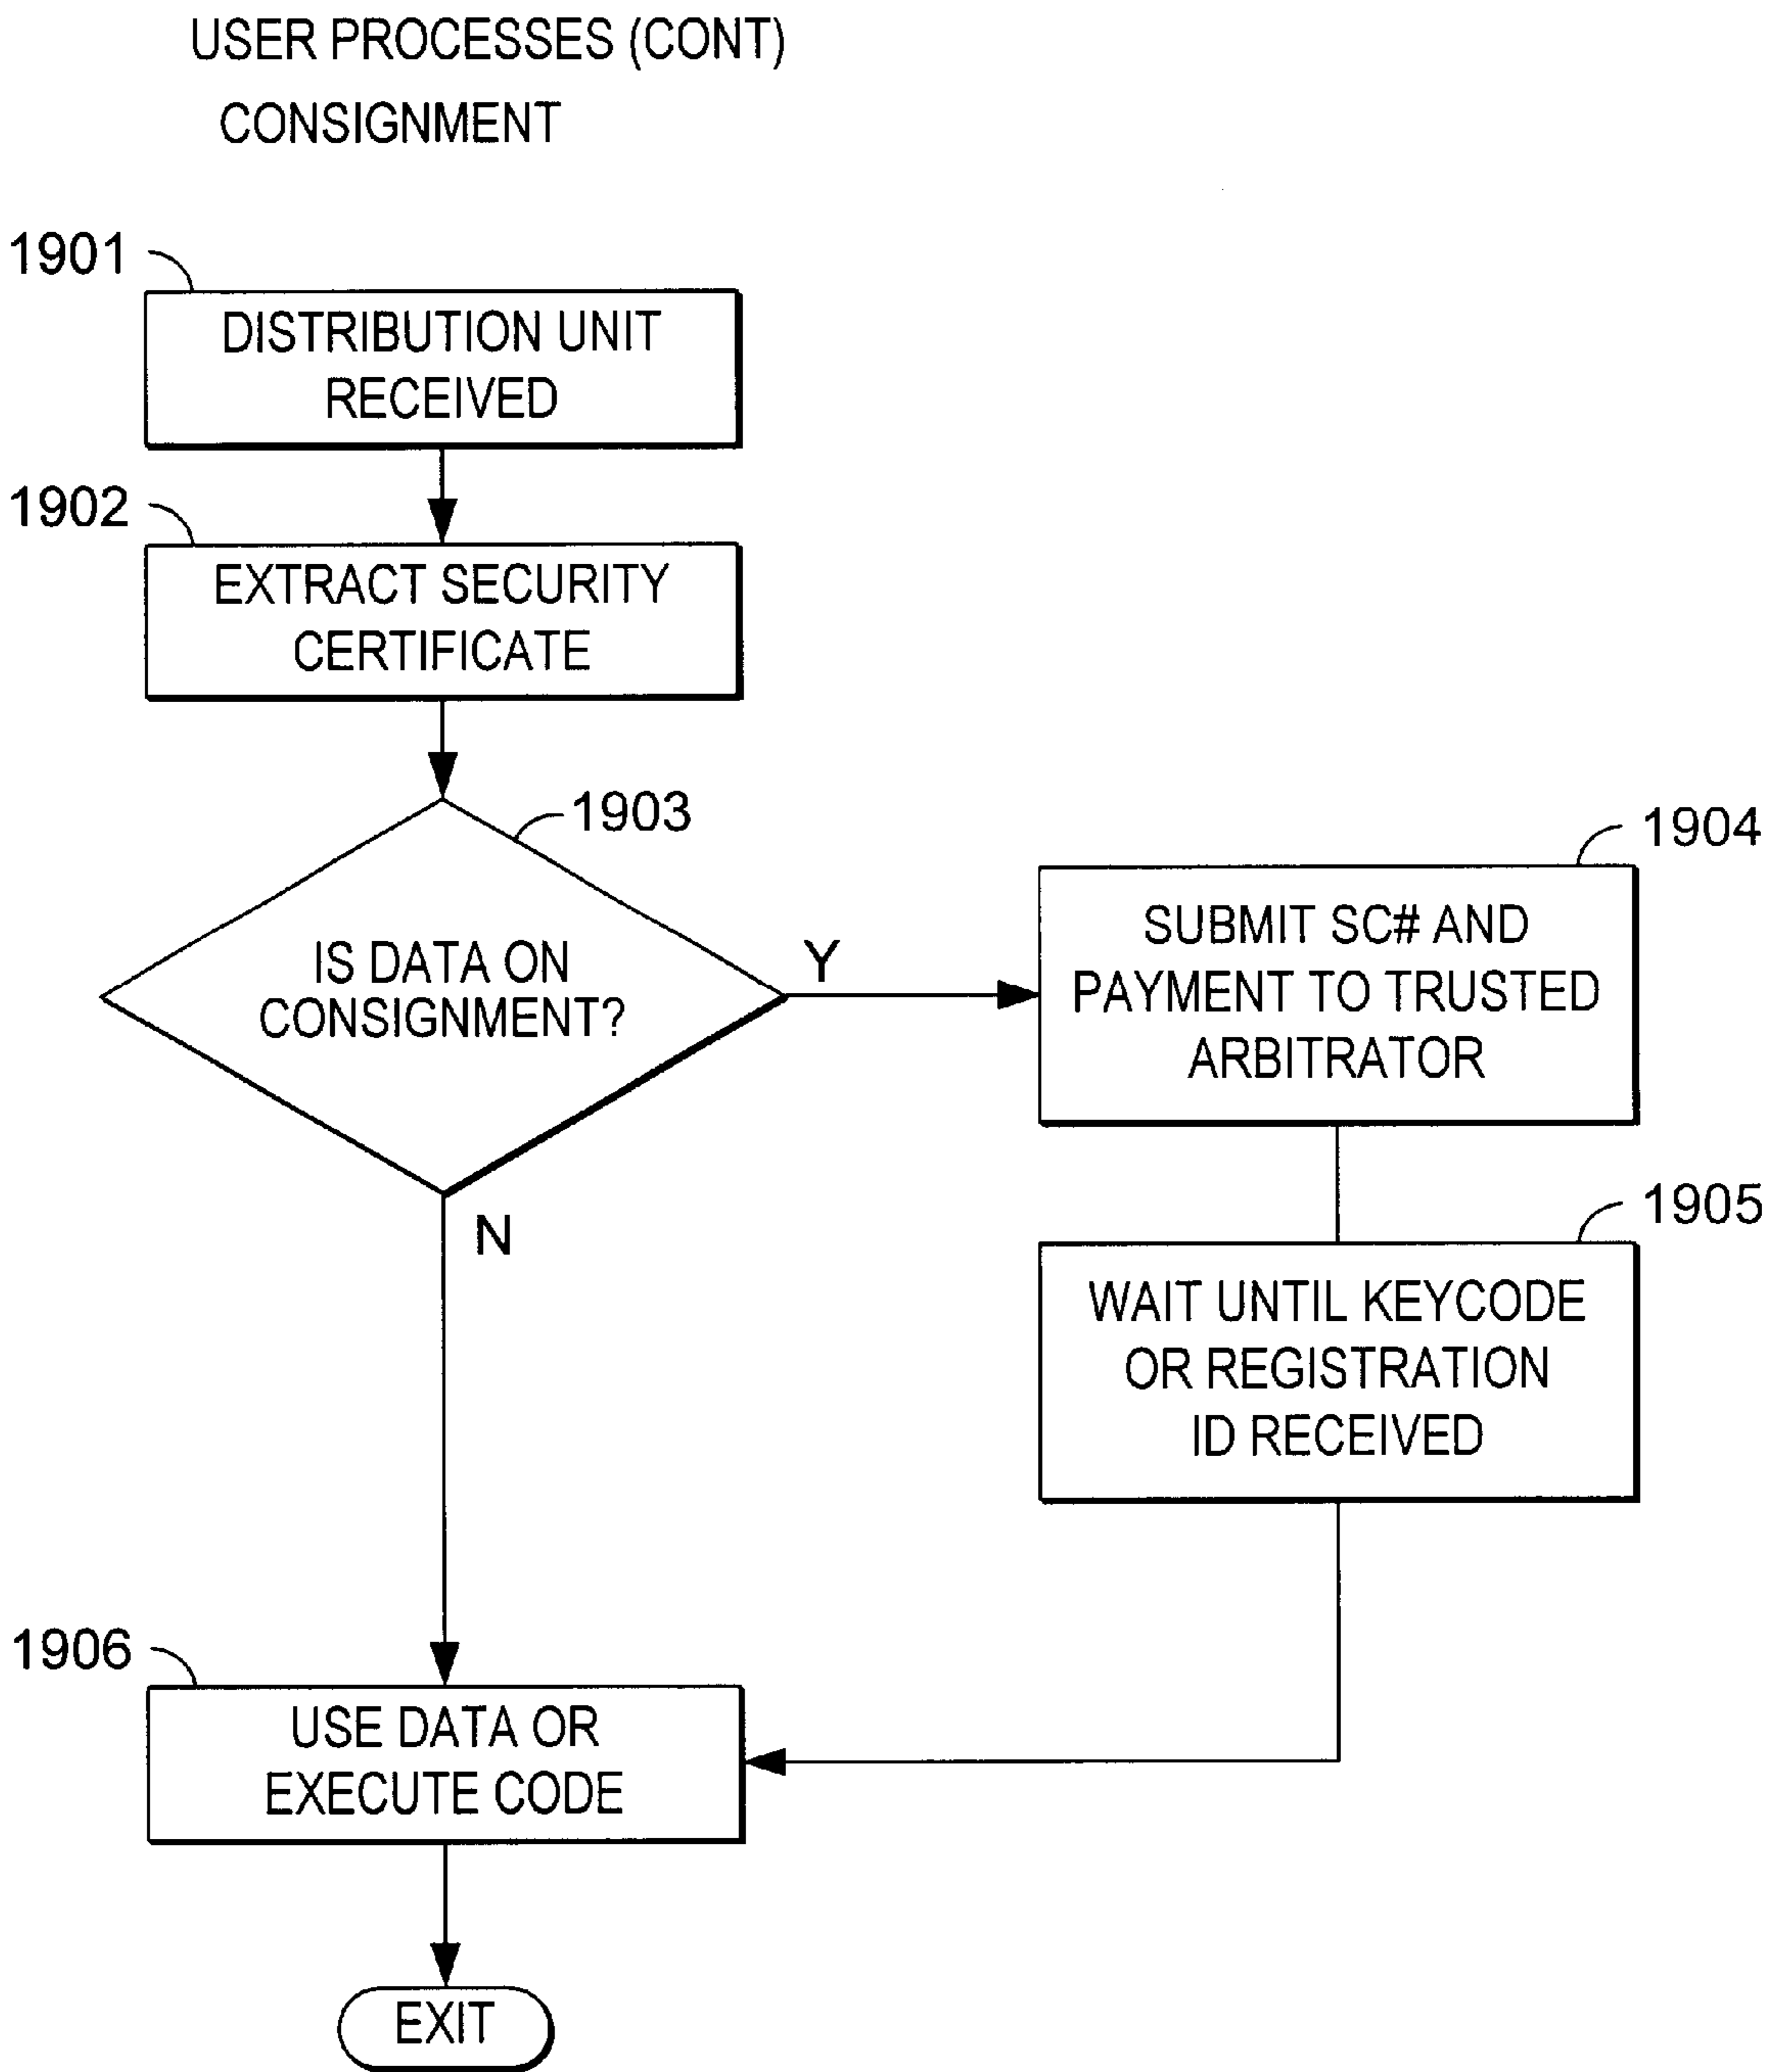 USER PROCESSES (CONT)
CONSIGNMENT
1901
DISTRIBUTION UNIT
RECEIVED
1902
EXTRACT SECURITY
CERTIFICATE
1903
IS DATA ON
CONSIGNMENT?
Y
N
1904
SUBMIT SC# AND
PAYMENT TO TRUSTED
ARBITRATOR
1905
WAIT UNTIL KEYCODE
OR REGISTRATION
ID RECEIVED
1906
USE DATA OR
EXECUTE CODE
EXIT